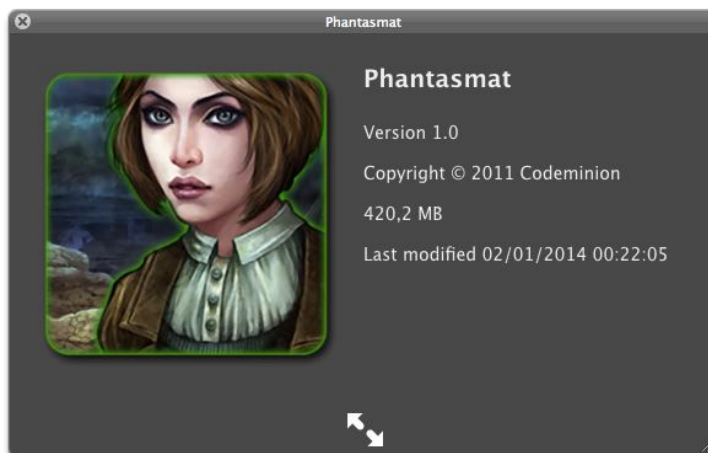 Phantasmat
Phantasmat
Version 1.0
Copyright © 2011 Codeminion
420,2 MB
Last modified 02/01/2014 00:22:05